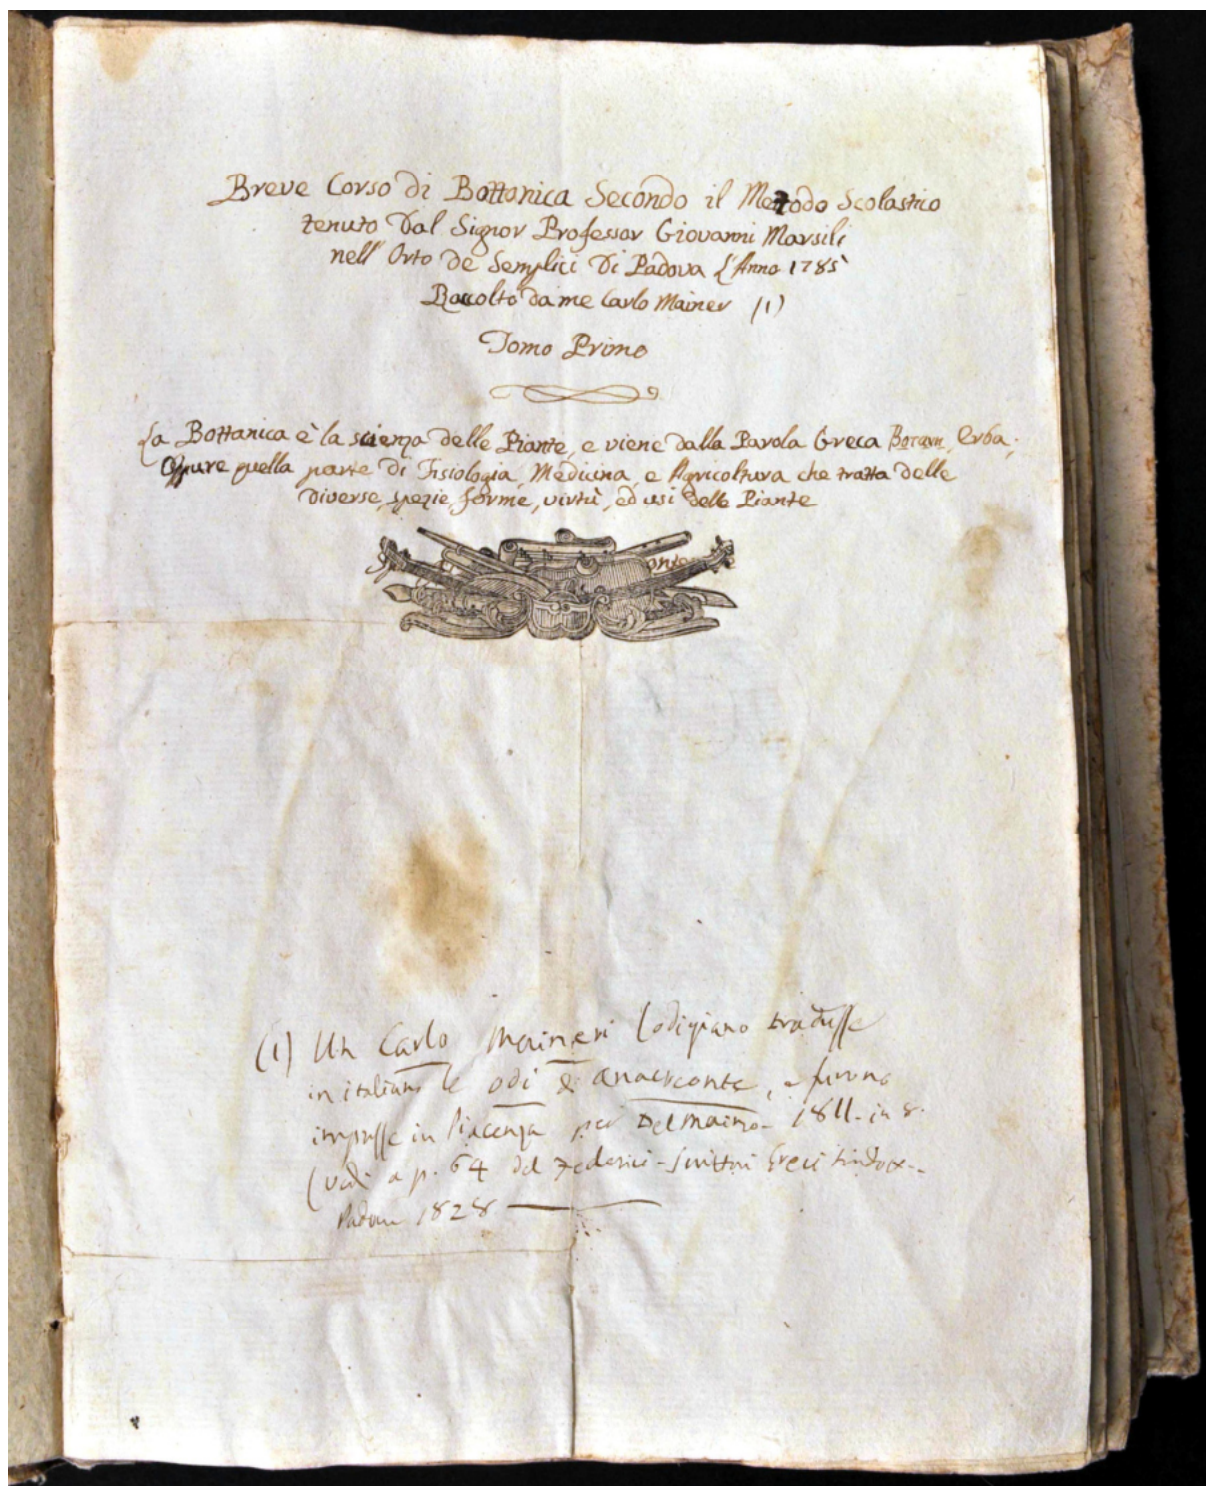 Breve Corso di Bottanica Secondo il Metodo Scolastico
tenuto Dal Signor Professor Giovanni Marsili
nell' Orto de Semplici Di Padova L'Anno 1785
Raccolto da me Carlo Mainer (1)
Tomo Primo
La Bottanica è la scienza delle Piante, e viene dalla Parola Greca Erba;
Oppure quella parte di Fisiologia, Medicina, e Agricoltura che tratta delle
diverse spezie, forme, virtù, ed usi delle Piante
(1) Un Carlo Maineri Lodigiano tradusse
in italiano le odi di Anacreonte, e furono
impresse in Piacenza per Del Maino 1811. in 8.
(vedi a p. 64 del Federici - Scrittori Greci
Padova 1828